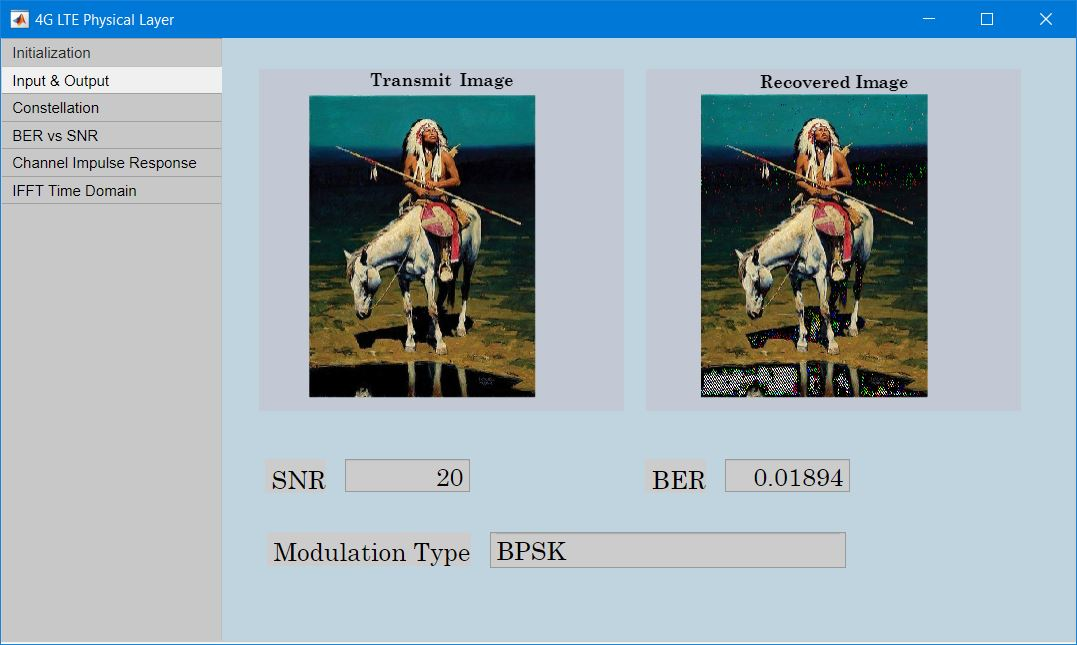 4G LTE Physical Layer
Initialization
Input & Output
Constellation
BER vs SNR
Channel Impulse Response
IFFT Time Domain
Transmit Image
Recovered Image
SNR 20
BER 0.01894
Modulation Type BPSK